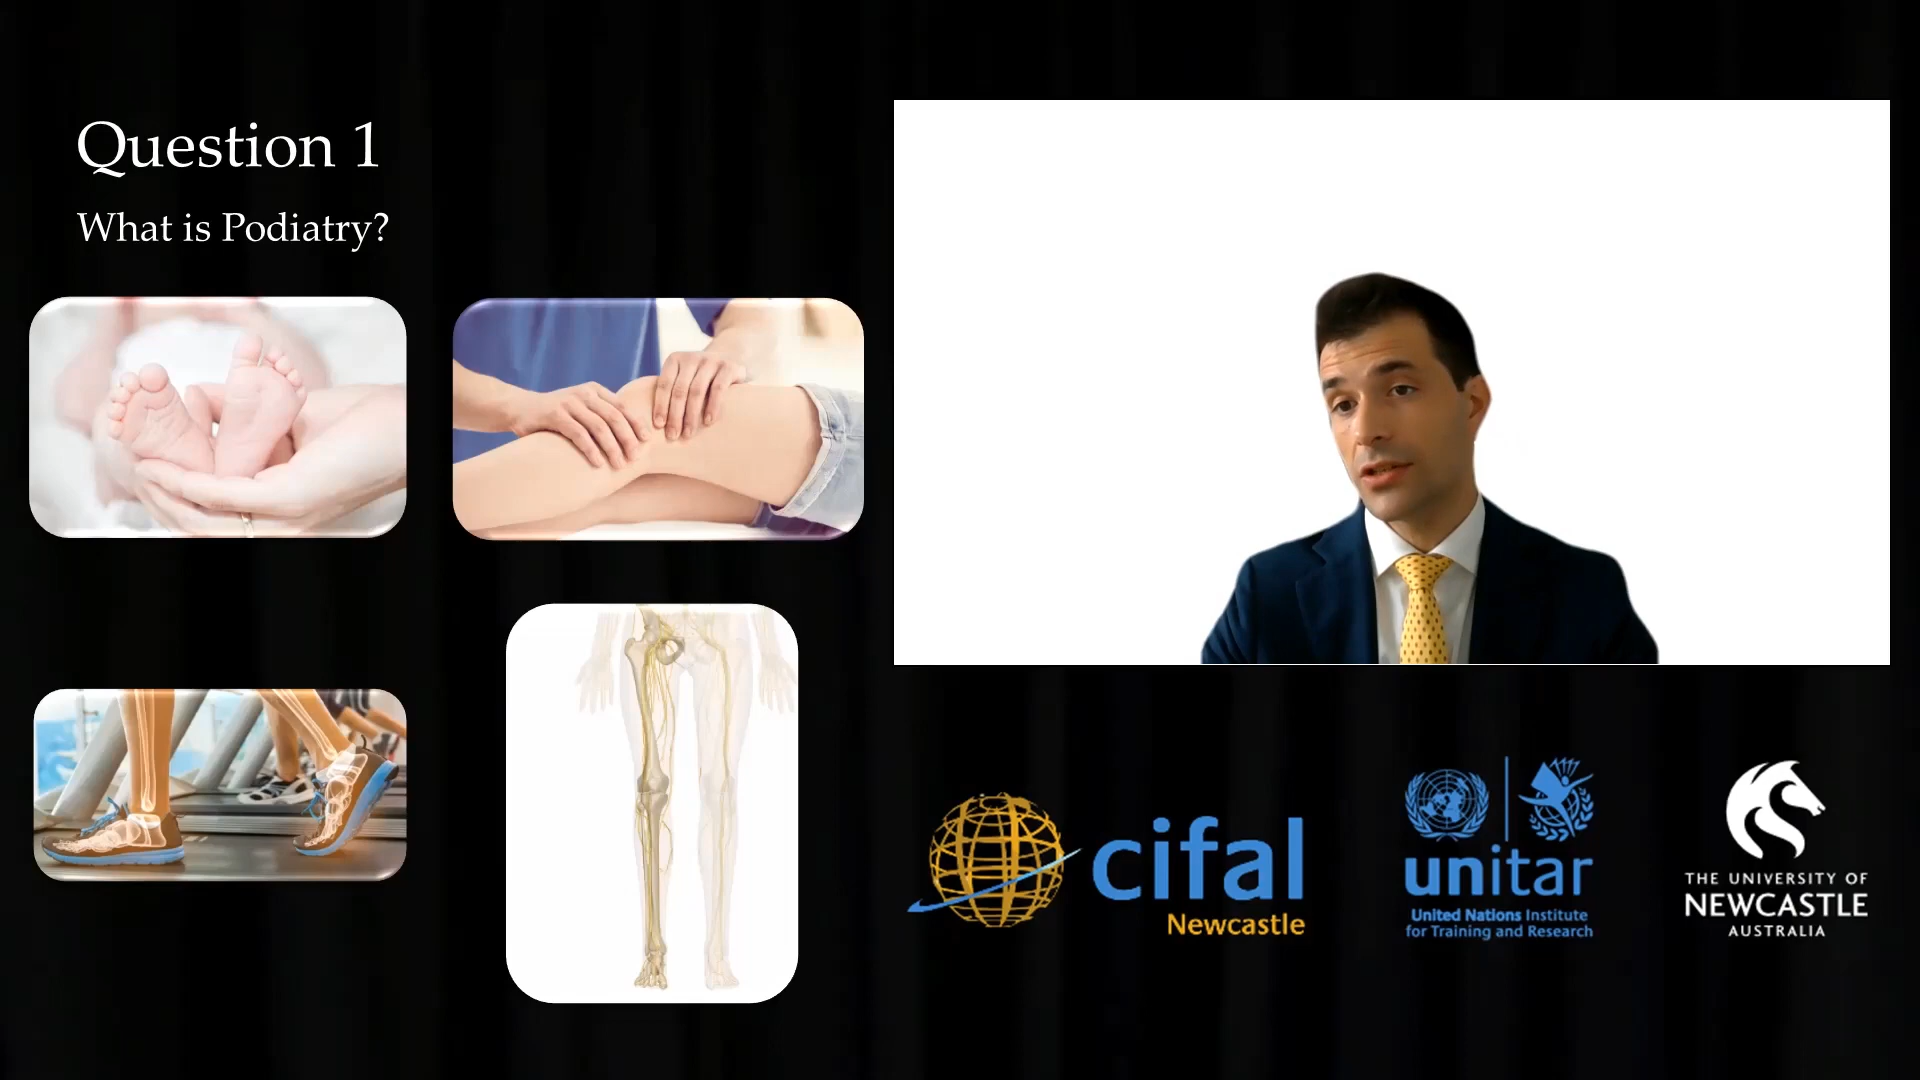 Question 1
What is Podiatry?
cifal
Newcastle
unitar
United Nations Institute
for Training and Research
THE UNIVERSITY OF
NEWCASTLE
AUSTRALIA